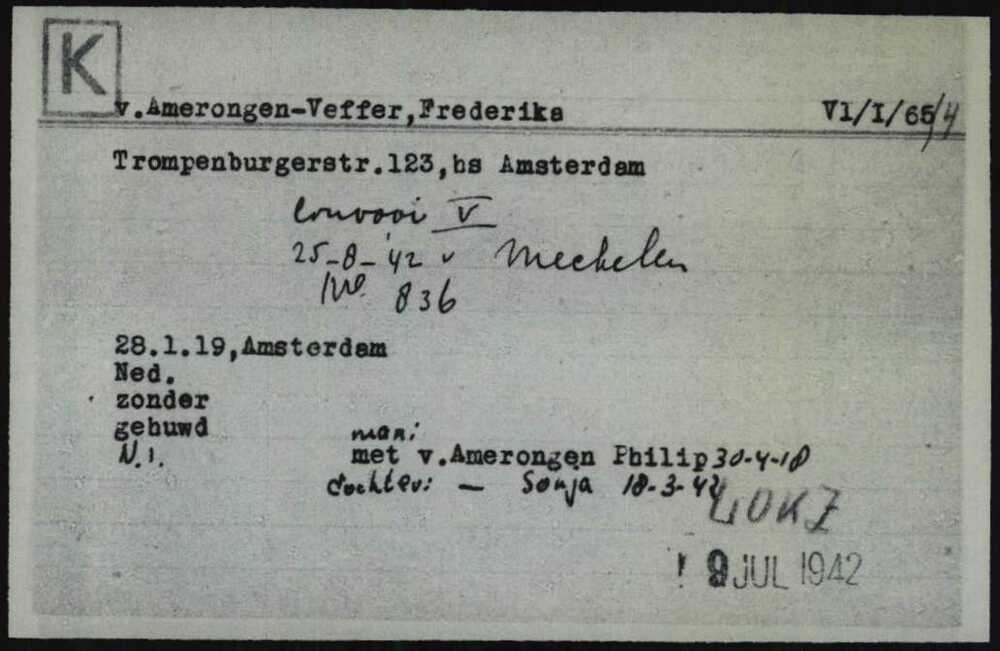 K
v.Amerongen-Veffer,Frederika VI/I/65/4
Trompenburgerstr.123,hs Amsterdam
Convooi V
25-8-'42 v Mechelen
No. 836
28.1.19,Amsterdam
Ned.
zonder
gehuwd man:
N.I. met v.Amerongen Philip 30-4-18
dochter: — Sonja 18-3-42
9 JUL 1942